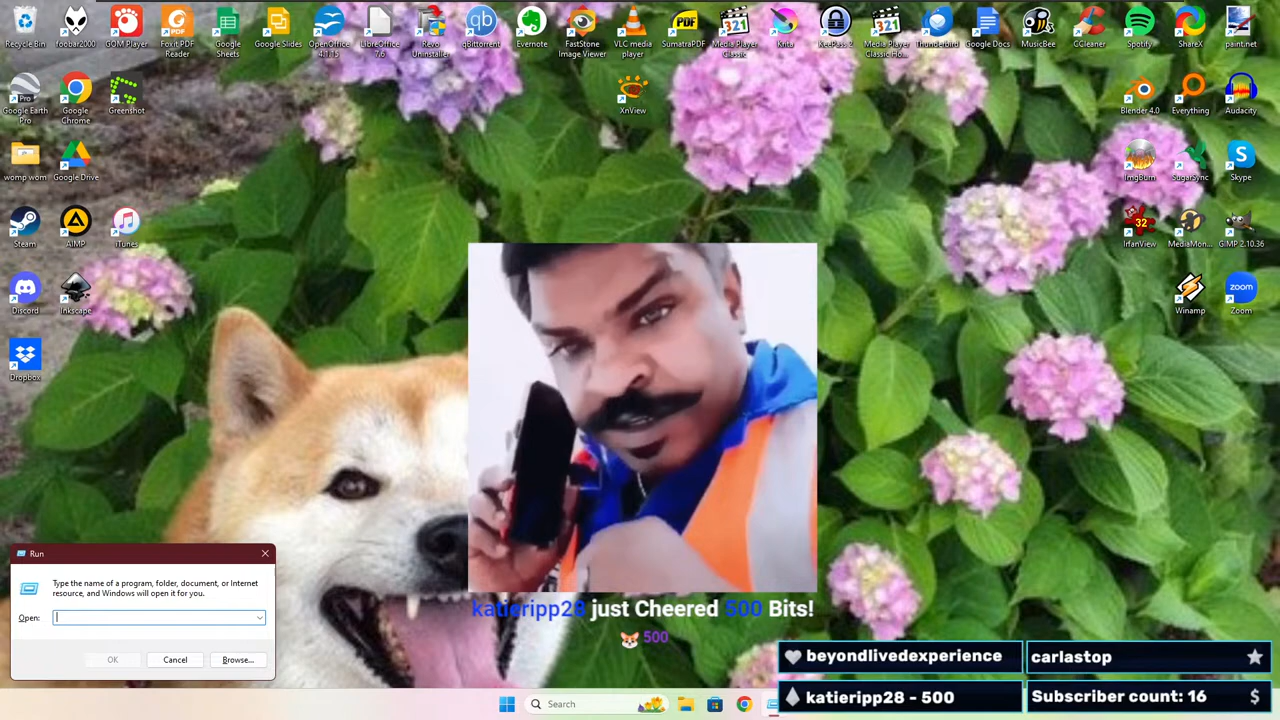 Recycle Bin
foobar2000
GOM Player
Foxit PDF
Reader
Google
Sheets
Google Slides
OpenOffice
4.1.15
LibreOffice
7.6
Revo
Uninstaller
qBittorrent
Evernote
FastStone
Image Viewer
VLC media
player
SumatraPDF
Media Player
Classic
Krita
KeePass 2
Media Player
Classic Ho...
Thunderbird
Google Docs
MusicBee
CCleaner
Spotify
ShareX
paint.net
Pro
Google Earth
Pro
Google
Chrome
Greenshot
XnView
Blender 4.0
Everything
Audacity
womp wom
Google Drive
ImgBurn
SugarSync
Skype
Steam
AIMP
iTunes
IrfanView
MediaMon...
GIMP 2.10.36
Discord
Inkscape
Winamp
zoom
Zoom
Dropbox
Run
Type the name of a program, folder, document, or Internet
resource, and Windows will open it for you.
Open:
OK
Cancel
Browse...
katieripp28 just Cheered 500 Bits!
500
beyondlivedexperience
carlastop
katieripp28 - 500
Subscriber count: 16
$
Search